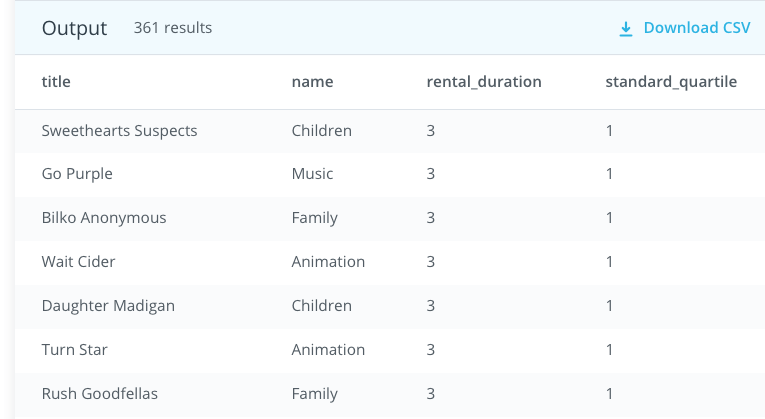 Output 361 results Download CSV
title name rental_duration standard_quartile
Sweethearts Suspects Children 3 1
Go Purple Music 3 1
Bilko Anonymous Family 3 1
Wait Cider Animation 3 1
Daughter Madigan Children 3 1
Turn Star Animation 3 1
Rush Goodfellas Family 3 1